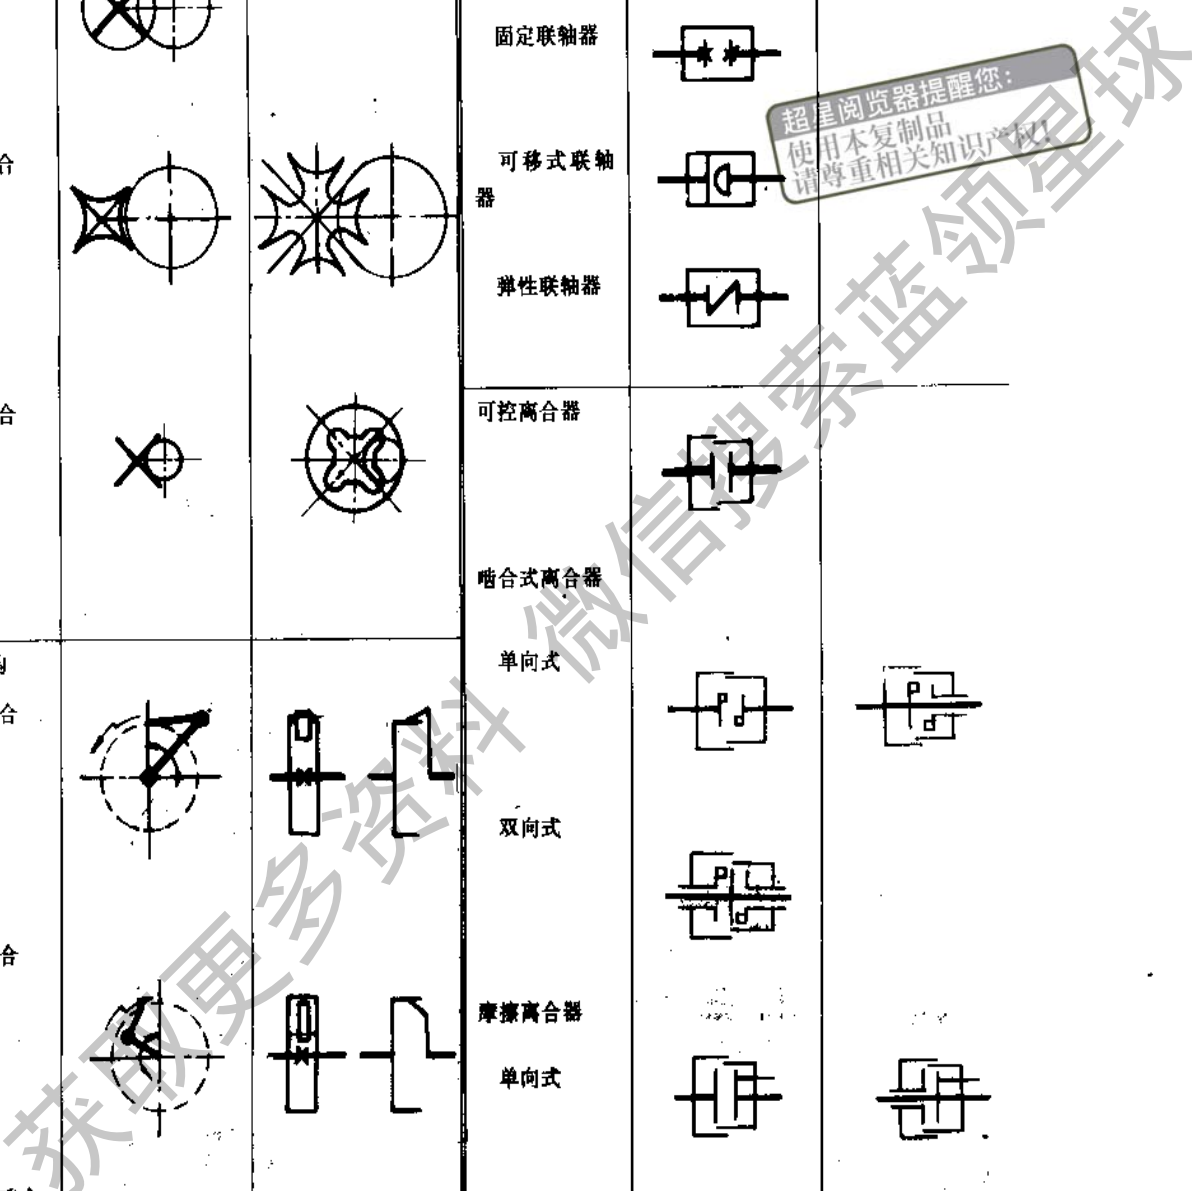 合
合
合
合
固定联轴器
可移式联轴
器
弹性联轴器
可控离合器
啮合式离合器
单向式
双向式
摩擦离合器
单向式
超星阅览器提醒您：
使用本复制品
请尊重相关知识产权！
获取更多资料 微信搜索蓝领星球